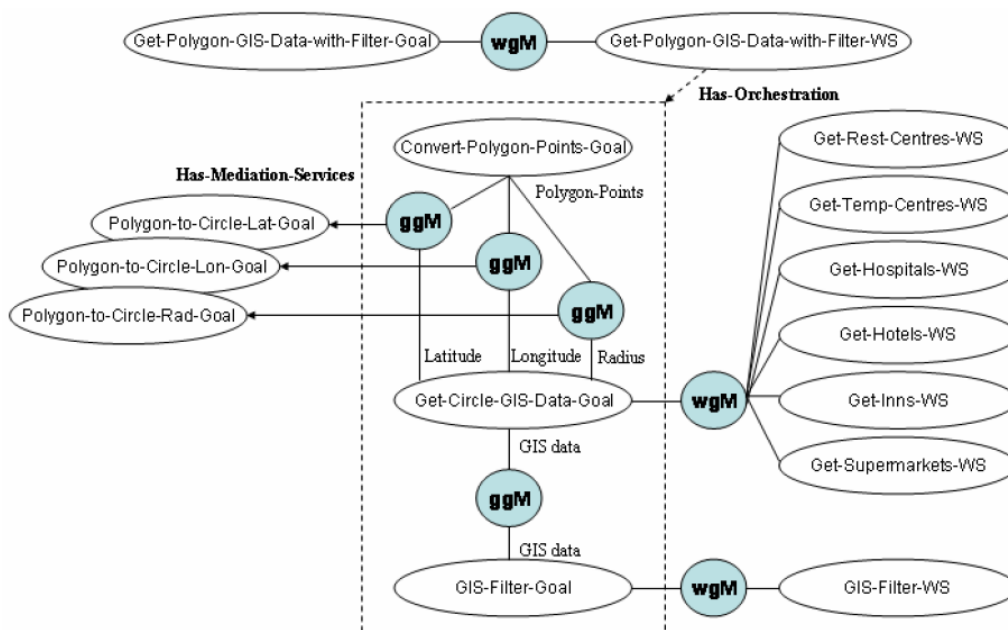 Get-Polygon-GIS-Data-with-Filter-Goal
wgM
Get-Polygon-GIS-Data-with-Filter-WS
Has-Orchestration
Convert-Polygon-Points-Goal
Get-Rest-Centres-WS
Has-Mediation-Services
Polygon-Points
Polygon-to-Circle-Lat-Goal
ggM
Get-Temp-Centres-WS
Polygon-to-Circle-Lon-Goal
ggM
Get-Hospitals-WS
Polygon-to-Circle-Rad-Goal
ggM
Get-Hotels-WS
Latitude
Longitude
Radius
Get-Circle-GIS-Data-Goal
wgM
Get-Inns-WS
GIS data
Get-Supermarkets-WS
ggM
GIS data
GIS-Filter-Goal
wgM
GIS-Filter-WS